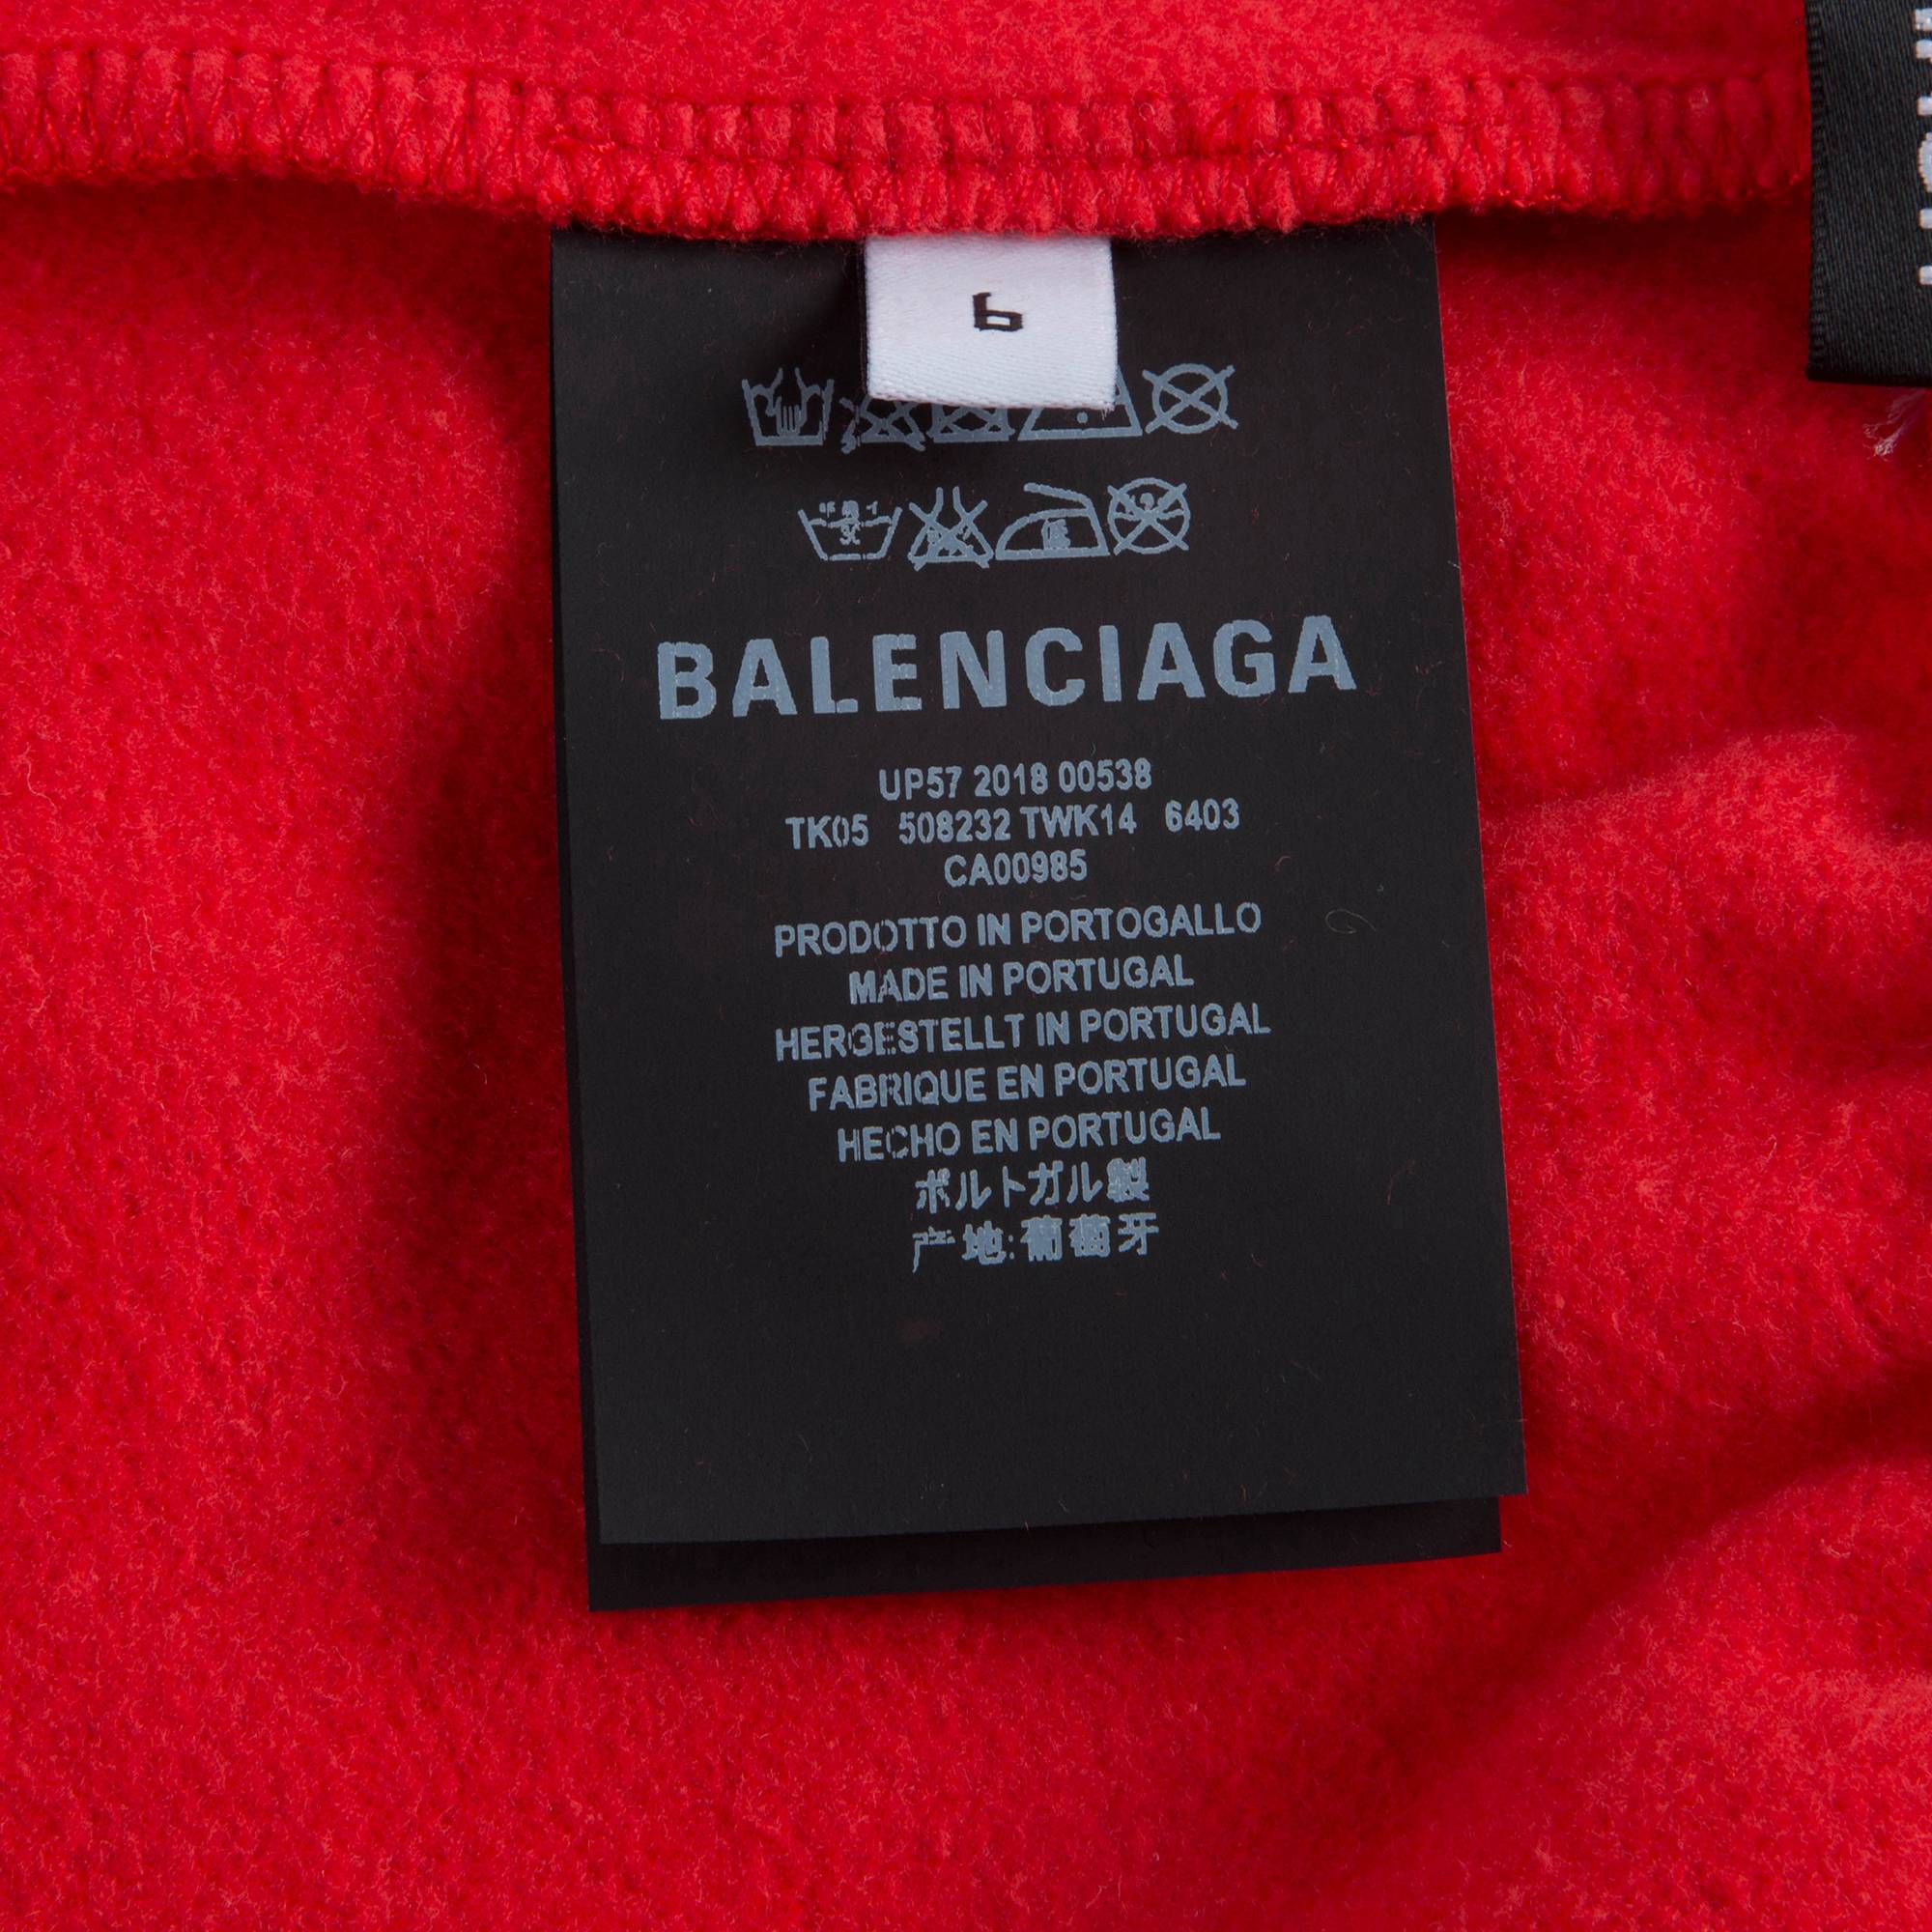 BALENCIAGA
UP57 2018 00538
TK05 508232 TWK14 6403
CA00985
PRODOTTO IN PORTOGALLO
MADE IN PORTUGAL
HERGESTELLT IN PORTUGAL
FABRIQUE EN PORTUGAL
HECHO EN PORTUGAL
ポルトガル製
产地:葡萄牙